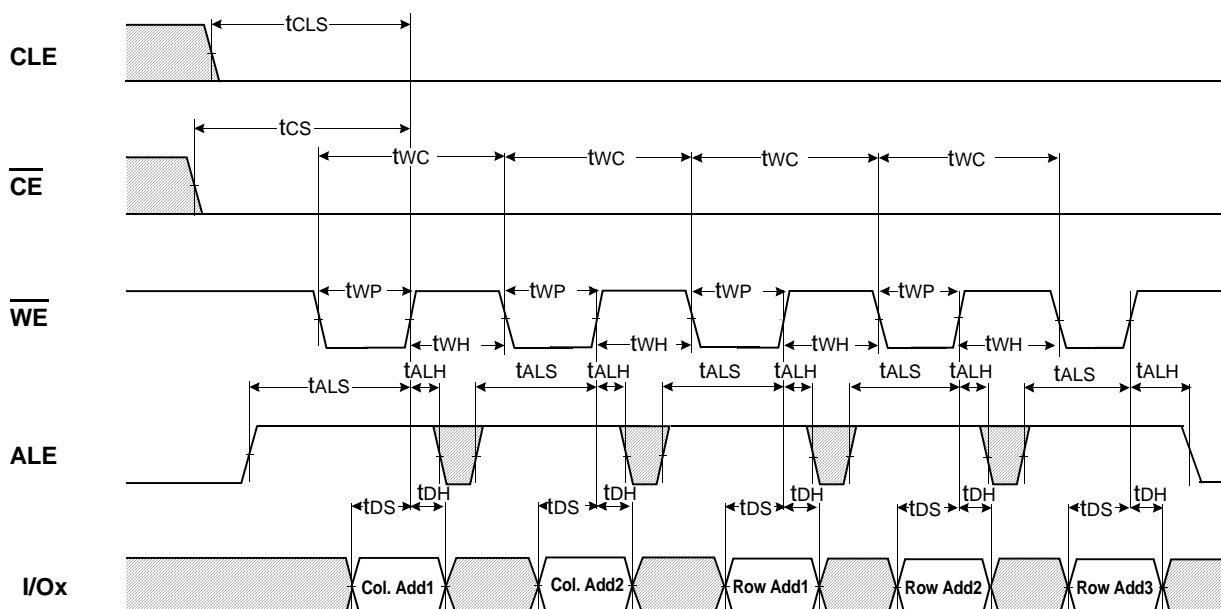 CLE
tCLS
tCS
CE
tWC tWC tWC tWC
WE
tWP tWP tWP tWP
tWH tWH tWH tWH
tALS tALH tALS tALH tALS tALH tALS tALH tALS tALH
ALE
tDS tDH tDS tDH tDS tDH tDS tDH tDS tDH
I/Ox
Col. Add1 Col. Add2 Row Add1 Row Add2 Row Add3